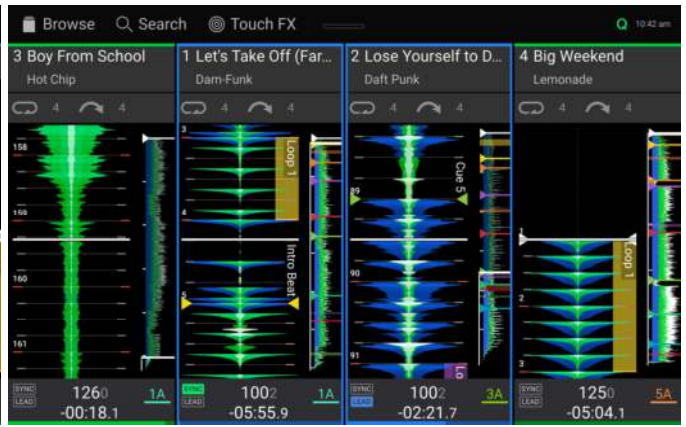 Browse Search Touch FX Q 10:42 am
3 Boy From School
Hot Chip
4 4
158
159
160
161
SYNC
LEAD
1260
1A
-00:18.1
1 Let's Take Off (Far...
Dam-Funk
4 4
3
Loop 1
4
Intro Beat
5
SYNC
LEAD
1002
1A
-05:55.9
2 Lose Yourself to D...
Daft Punk
4 4
Cue 5
89
90
91
Lo
SYNC
LEAD
1002
3A
-02:21.7
4 Big Weekend
Lemonade
4 4
1
Loop 1
2
3
SYNC
LEAD
1250
5A
-05:04.1